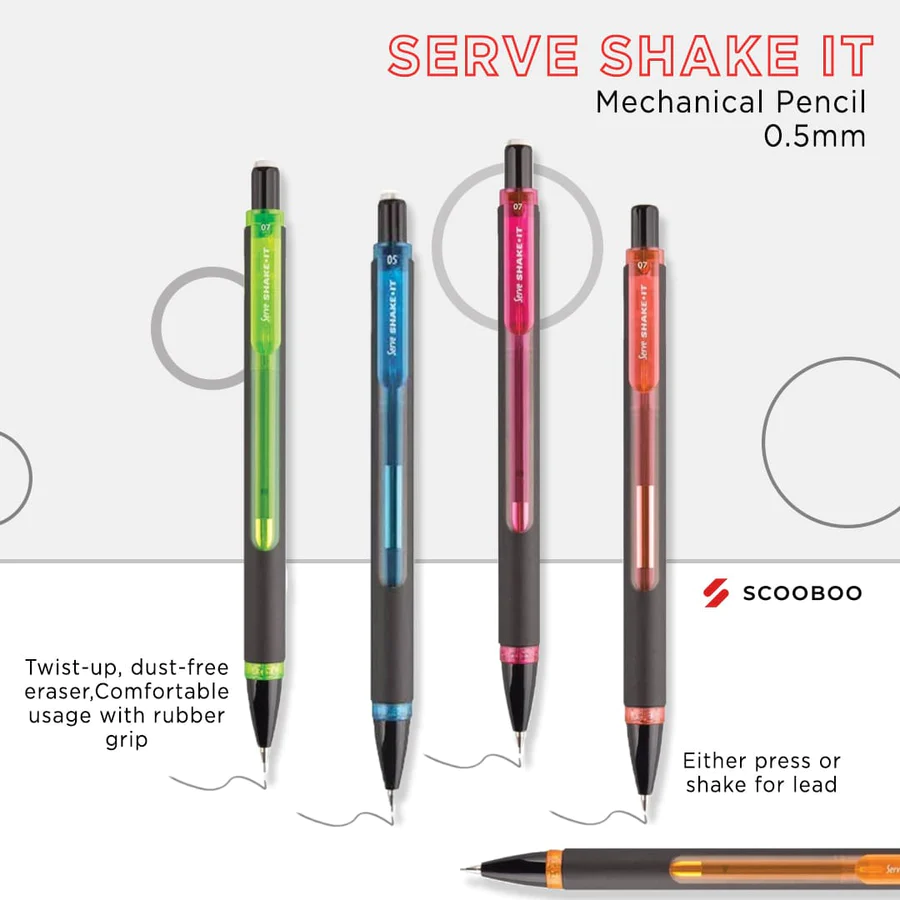 SERVE SHAKE IT
Mechanical Pencil
0.5mm
07
Serve SHAKE•IT
05
Serve SHAKE•IT
07
Serve SHAKE•IT
07
Serve SHAKE•IT
SCOOBOO
Twist-up, dust-free
eraser,Comfortable
usage with rubber
grip
Either press or
shake for lead
Serve